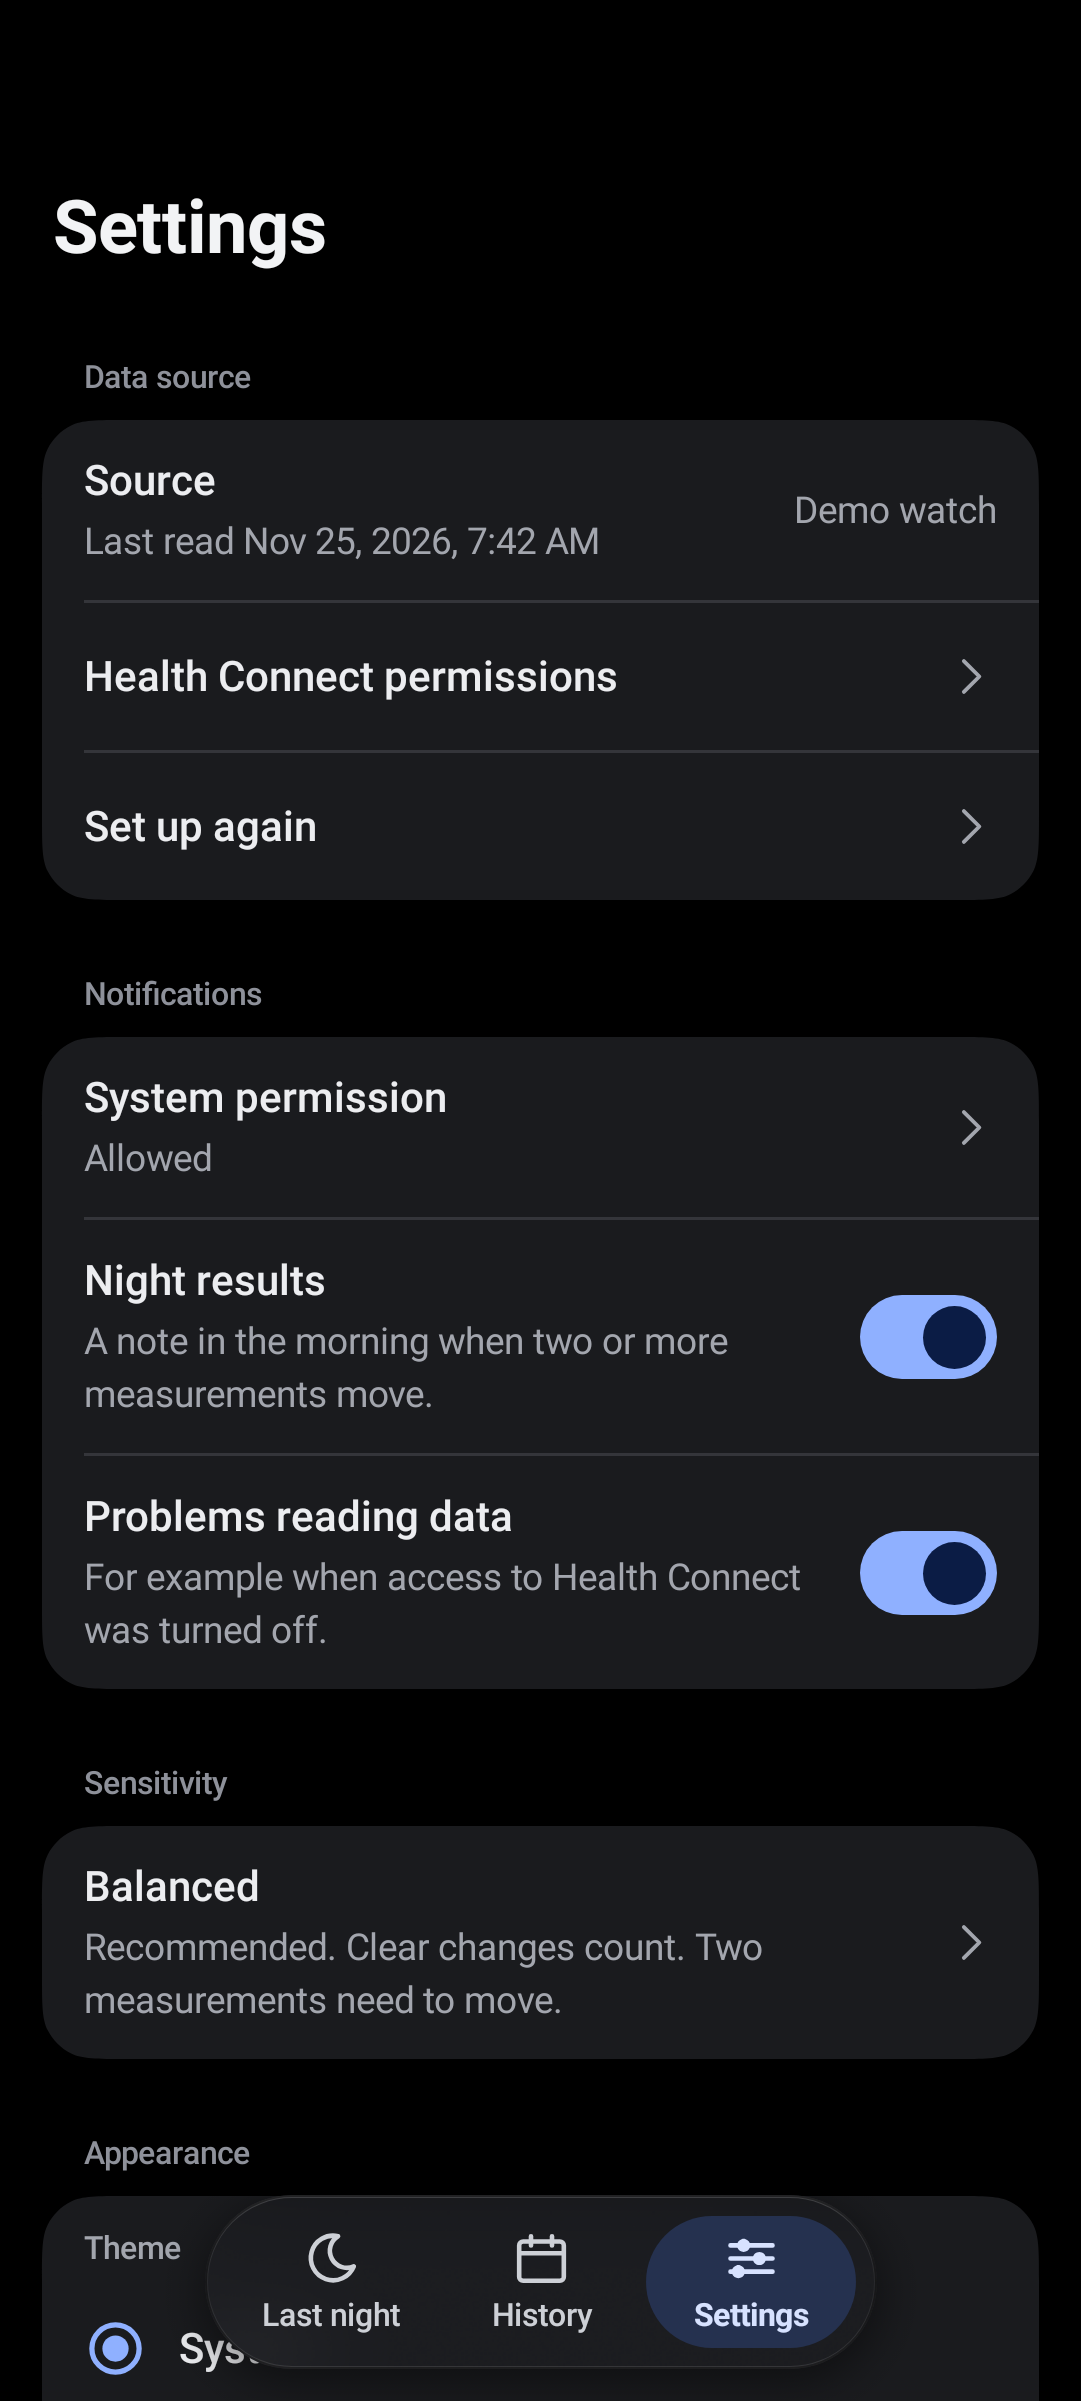 Settings
Data source
Source
Last read Nov 25, 2026, 7:42 AM
Demo watch
Health Connect permissions
Set up again
Notifications
System permission
Allowed
Night results
A note in the morning when two or more
measurements move.
Problems reading data
For example when access to Health Connect
was turned off.
Sensitivity
Balanced
Recommended. Clear changes count. Two
measurements need to move.
Appearance
Theme
Last night
History
Settings